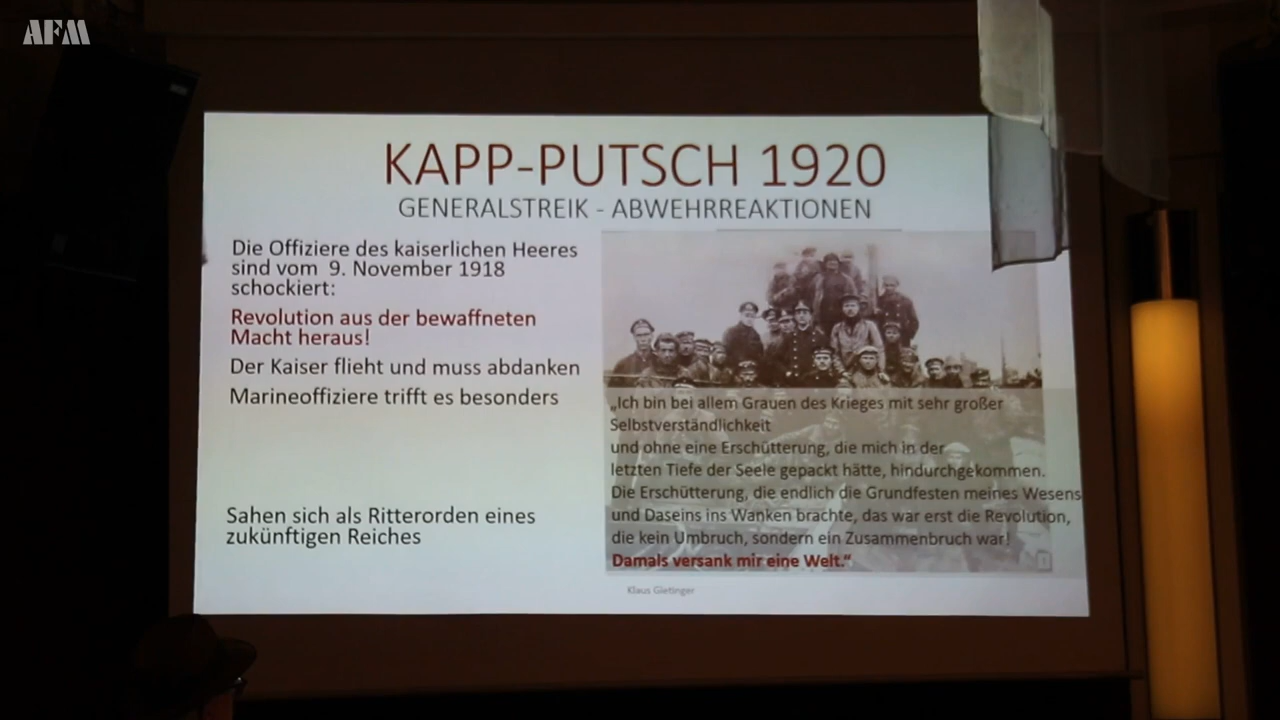 AFM
KAPP-PUTSCH 1920
GENERALSTREIK - ABWEHRREAKTIONEN
Die Offiziere des kaiserlichen Heeres
sind vom 9. November 1918
schockiert:
Revolution aus der bewaffneten
Macht heraus!
Der Kaiser flieht und muss abdanken
Marineoffiziere trifft es besonders
Sahen sich als Ritterorden eines
zukünftigen Reiches
„Ich bin bei allem Grauen des Krieges mit sehr großer
Selbstverständlichkeit
und ohne eine Erschütterung, die mich in der
letzten Tiefe der Seele gepackt hätte, hindurchgekommen.
Die Erschütterung, die endlich die Grundfesten meines Wesens
und Daseins ins Wanken brachte, das war erst die Revolution,
die kein Umbruch, sondern ein Zusammenbruch war!
Damals versank mir eine Welt.“
Klaus Gietinger